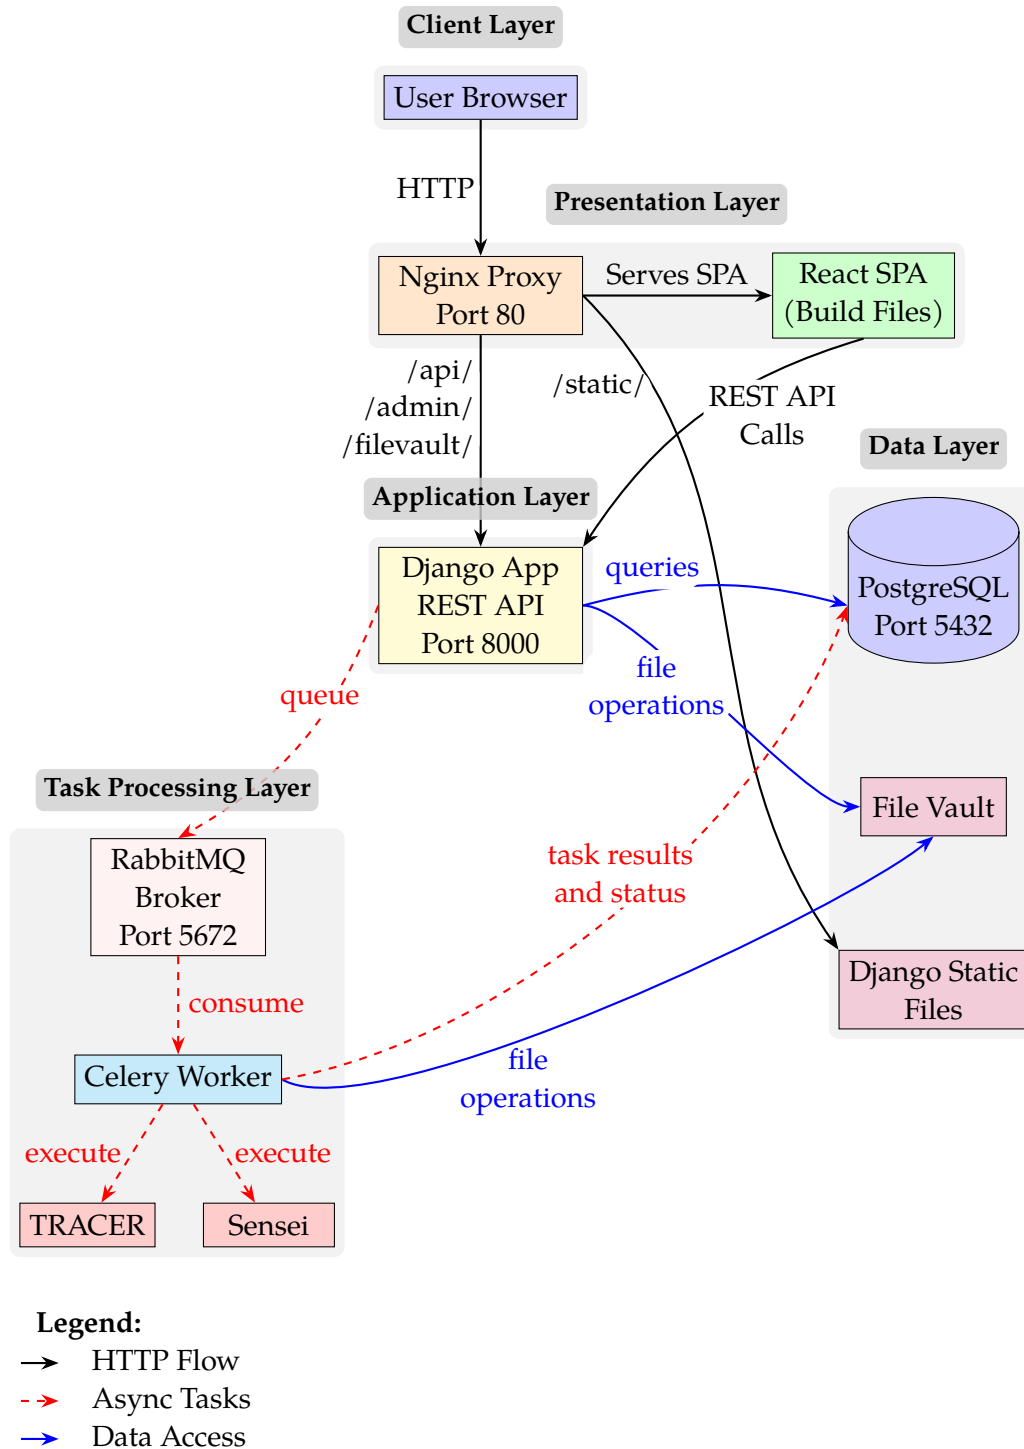 Client Layer
User Browser
HTTP
Presentation Layer
Nginx Proxy
Port 80
Serves SPA
React SPA
(Build Files)
/api/
/admin/
/filevault/
/static/
REST API
Calls
Data Layer
Application Layer
Django App
REST API
Port 8000
queries
PostgreSQL
Port 5432
file
operations
queue
Task Processing Layer
File Vault
RabbitMQ
Broker
Port 5672
task results
and status
Django Static
Files
consume
Celery Worker
file
operations
execute
execute
TRACER
Sensei
Legend:
HTTP Flow
Async Tasks
Data Access